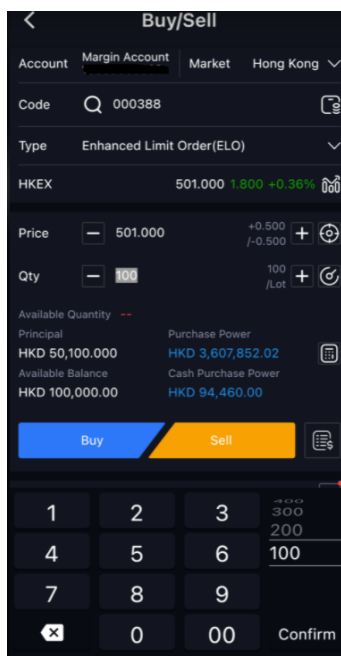 Buy/Sell
Account Margin Account Market Hong Kong
Code 000388
Type Enhanced Limit Order(ELO)
HKEX 501.000 1.800 +0.36%
Price 501.000 +0.500 /-0.500
Qty 100 100 /Lot
Available Quantity --
Principal Purchase Power
HKD 50,100.000 HKD 3,607,852.02
Available Balance Cash Purchase Power
HKD 100,000.00 HKD 94,460.00
Buy Sell
1 2 3 400
300
200
4 5 6 100
7 8 9
0 00 Confirm